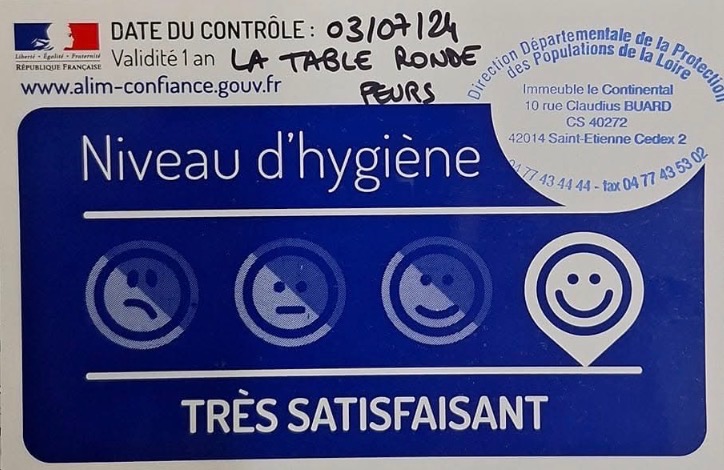 Liberté • Égalité • Fraternité
RÉPUBLIQUE FRANÇAISE
DATE DU CONTRÔLE : 03/07/24
Validité 1 an LA TABLE RONDE
FEURS
www.alim-confiance.gouv.fr
Direction Départementale de la Protection
des Populations de la Loire
Immeuble le Continental
10 rue Claudius BUARD
CS 40272
42014 Saint-Etienne Cedex 2
04 77 43 44 44 - fax 04 77 43 53 02
Niveau d'hygiène
TRÈS SATISFAISANT